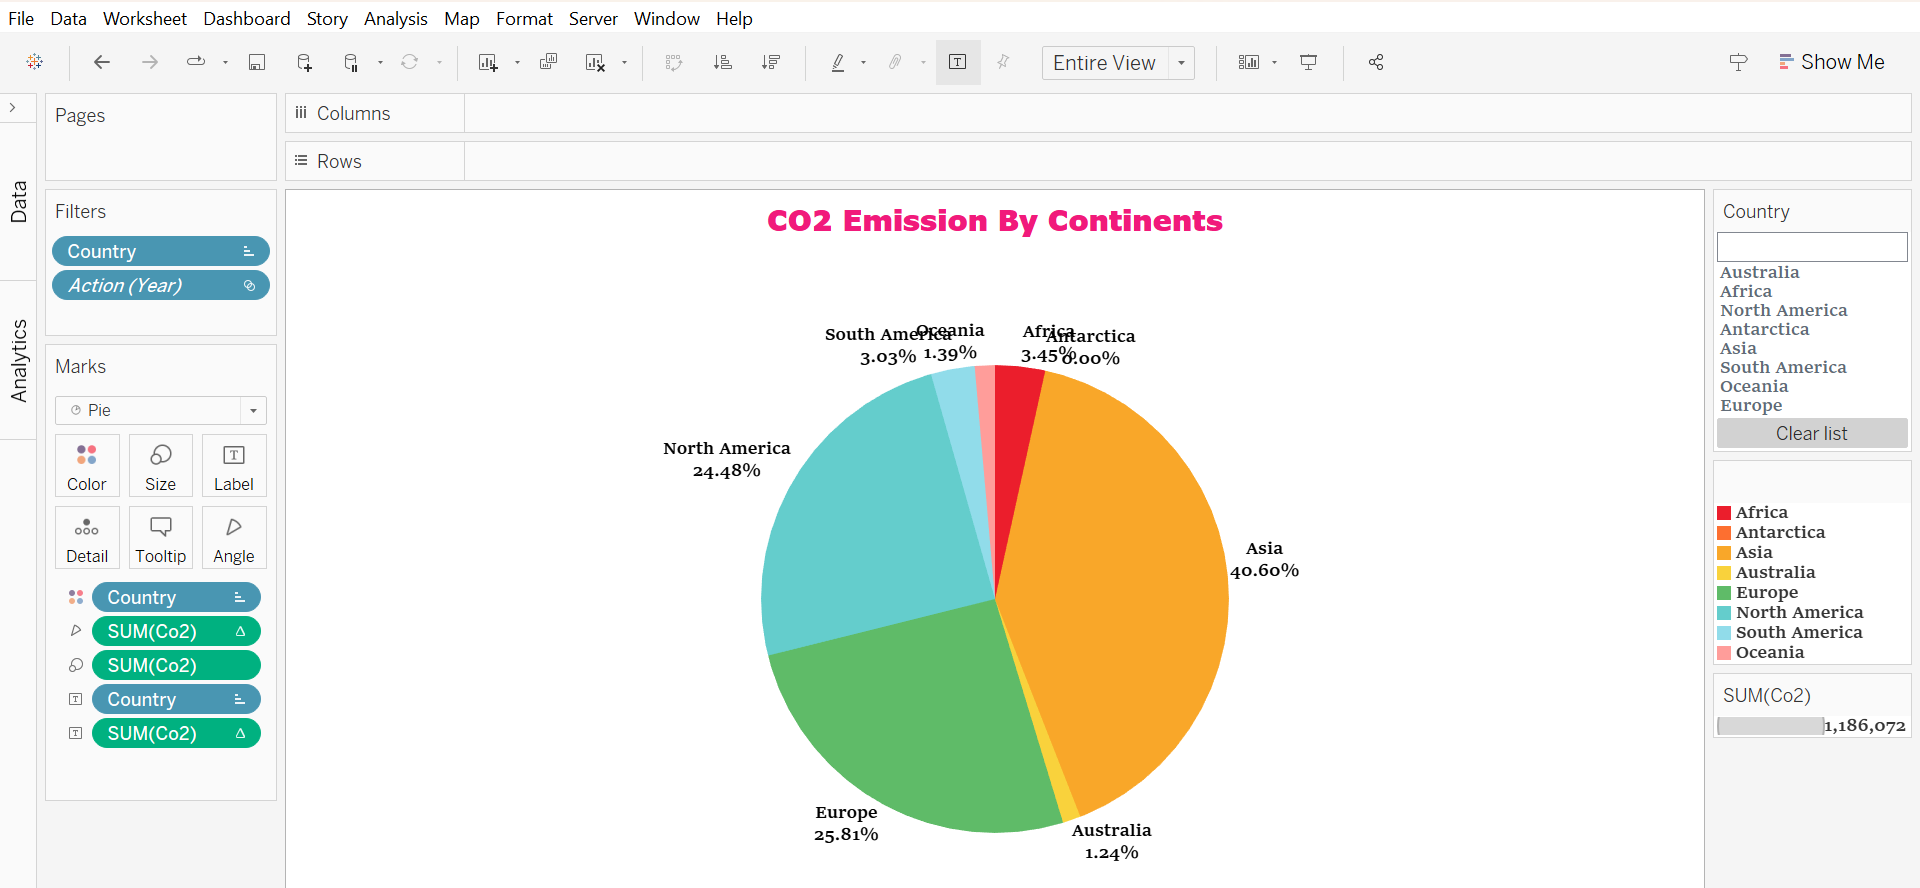 File Data Worksheet Dashboard Story Analysis Map Format Server Window Help
Entire View
Show Me
Pages
Columns
Rows
Data
Analytics
Filters
Country
Action (Year)
Marks
Pie
Color Size Label
Detail Tooltip Angle
Country
SUM(Co2)
SUM(Co2)
Country
SUM(Co2)
CO2 Emission By Continents
South America
3.03%
Oceania
1.39%
Africa
3.45%
Antarctica
0.00%
North America
24.48%
Asia
40.60%
Europe
25.81%
Australia
1.24%
Country
Australia
Africa
North America
Antarctica
Asia
South America
Oceania
Europe
Clear list
Africa
Antarctica
Asia
Australia
Europe
North America
South America
Oceania
SUM(Co2)
1,186,072